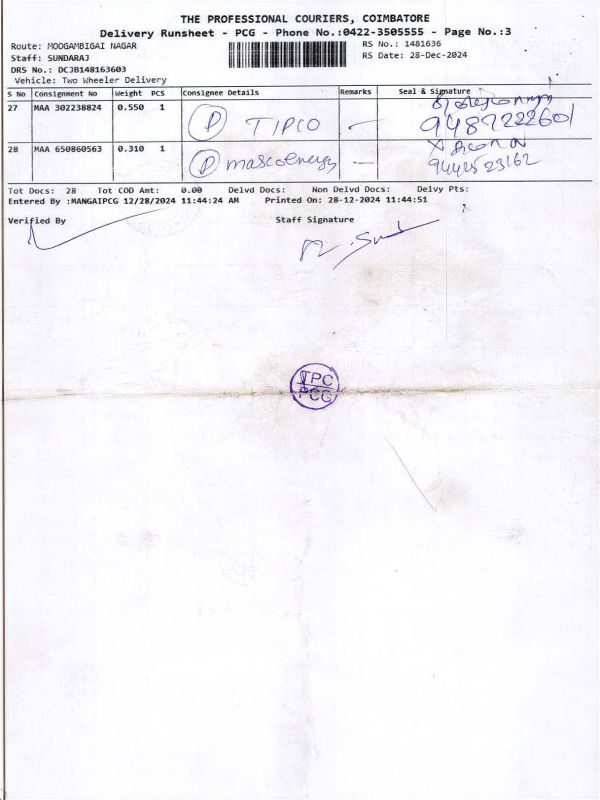 THE PROFESSIONAL COURIERS, COIMBATORE
Delivery Runsheet - PCG - Phone No.:0422-3505555 - Page No.:3
Route: MOOGAMBIGAI NAGAR
RS No.: 1481636
Staff: SUNDARAJ
RS Date: 28-Dec-2024
DRS No.: DCJB148163603
Vehicle: Two Wheeler Delivery
S No Consignment No Weight PCS Consignee Details Remarks Seal & Signature
27 MAA 302238824 0.550 1 P TIPCO 9487222601
28 MAA 650860563 0.310 1 P mascoenergy 9442523162
Tot Docs: 28 Tot COD Amt: 0.00 Delvd Docs: Non Delvd Docs: Delvy Pts:
Entered By :MANGAIPCG 12/28/2024 11:44:24 AM Printed On: 28-12-2024 11:44:51
Verified By Staff Signature
TPC
PCG